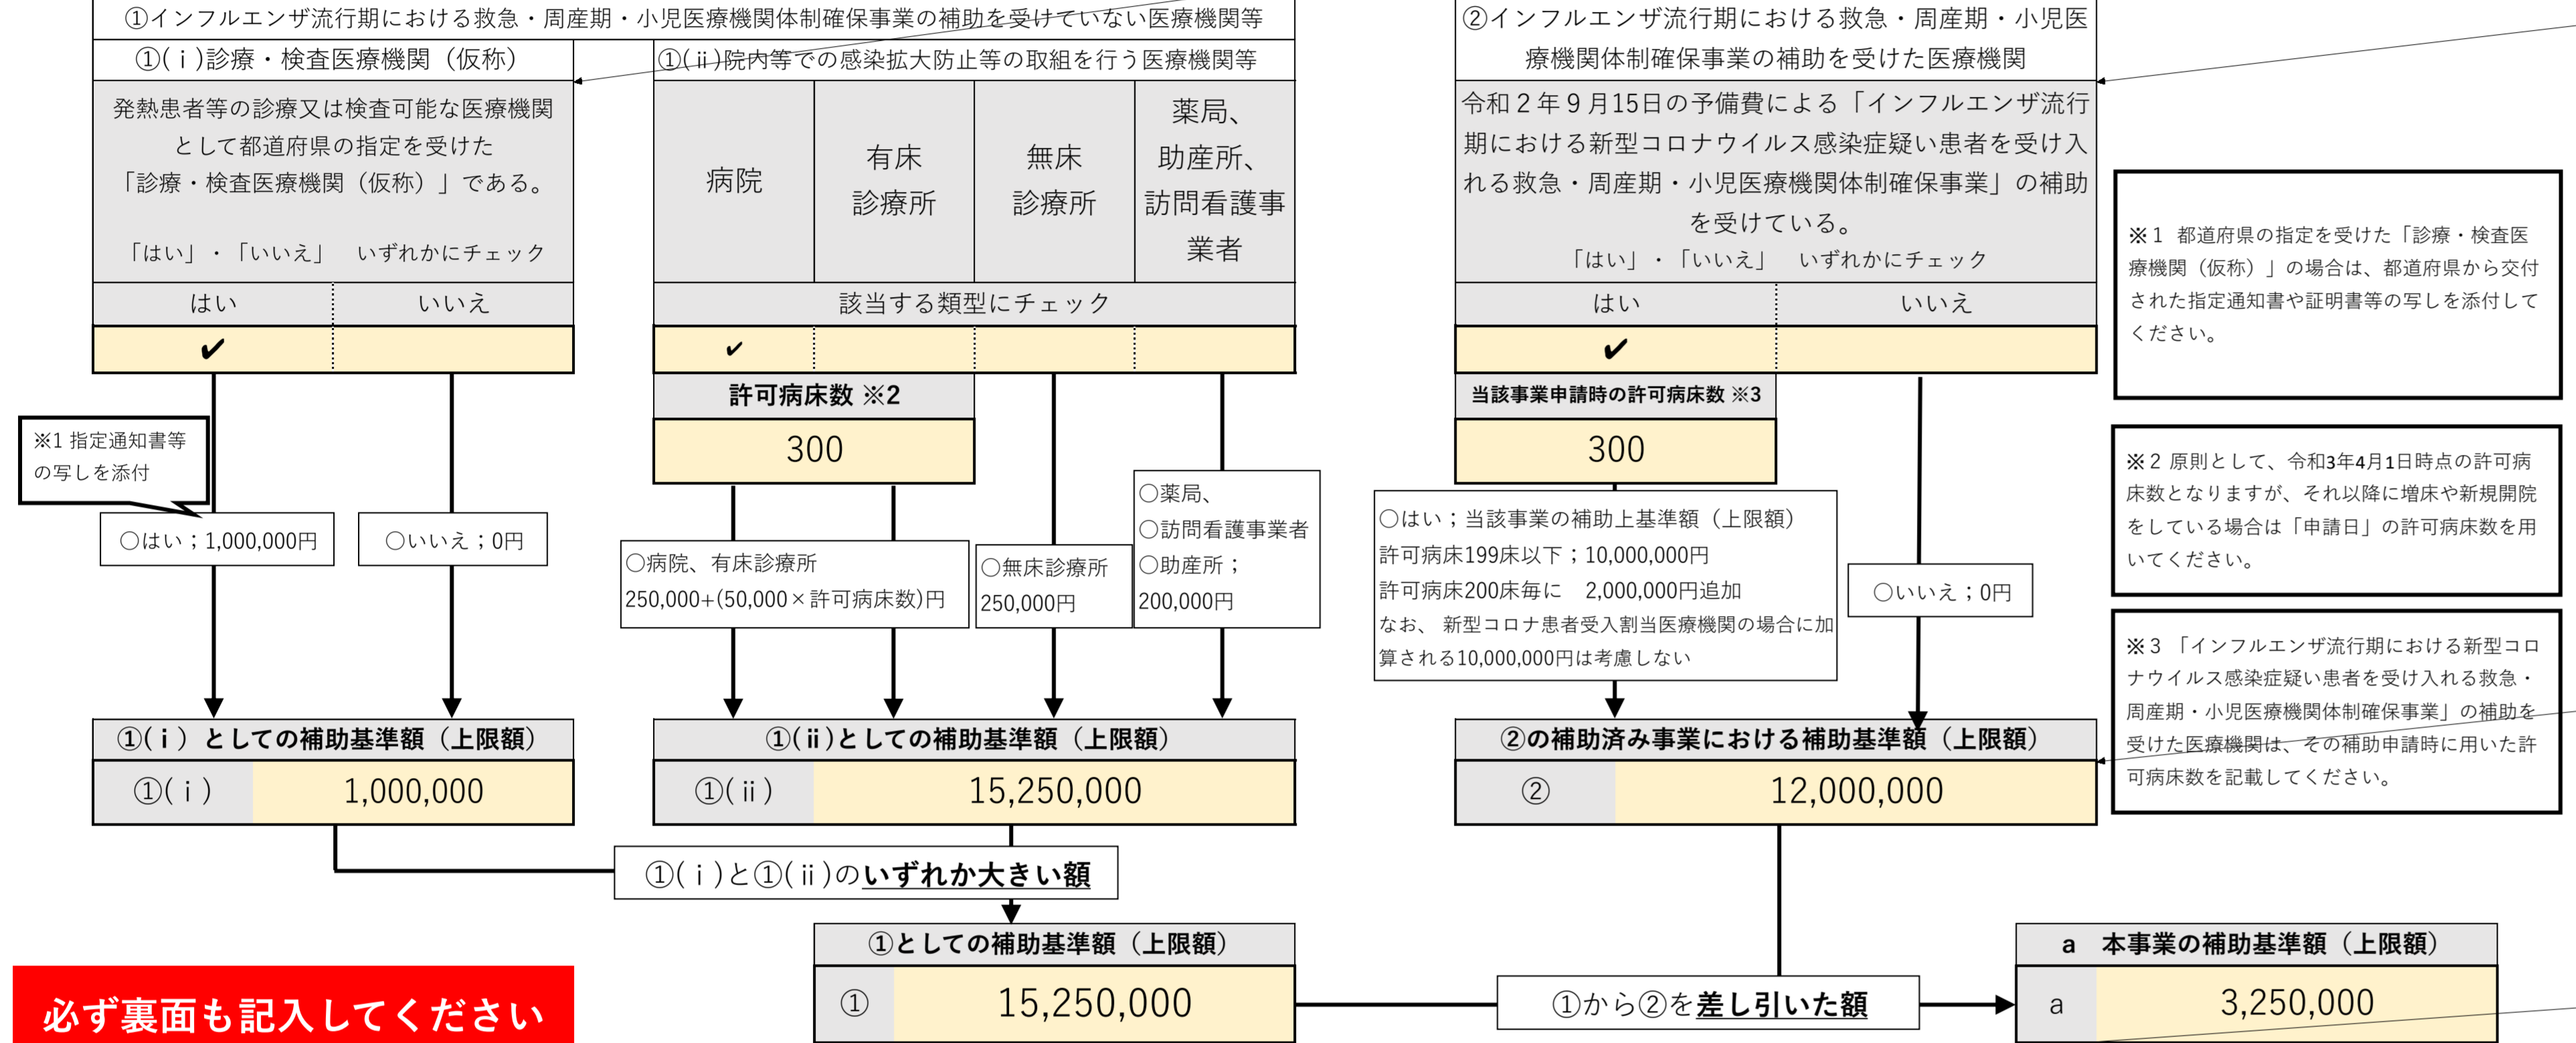 ①インフルエンザ流行期における救急・周産期・小児医療機関体制確保事業の補助を受けていない医療機関等
①(ⅰ)診療・検査医療機関（仮称）
発熱患者等の診療又は検査可能な医療機関
として都道府県の指定を受けた
「診療・検査医療機関（仮称）」である。
「はい」・「いいえ」　いずれかにチェック
はい　いいえ
✔
①(ⅱ)院内等での感染拡大防止等の取組を行う医療機関等
病院
有床
診療所
無床
診療所
薬局、
助産所、
訪問看護事
業者
該当する類型にチェック
✔
許可病床数 ※2
300
②インフルエンザ流行期における救急・周産期・小児医
療機関体制確保事業の補助を受けた医療機関
令和２年９月15日の予備費による「インフルエンザ流行
期における新型コロナウイルス感染症疑い患者を受け入
れる救急・周産期・小児医療機関体制確保事業」の補助
を受けている。
「はい」・「いいえ」　いずれかにチェック
はい　いいえ
✔
当該事業申請時の許可病床数 ※3
300
※１ 都道府県の指定を受けた「診療・検査医
療機関（仮称）」の場合は、都道府県から交付
された指定通知書や証明書等の写しを添付して
ください。
※２ 原則として、令和3年4月1日時点の許可病
床数となりますが、それ以降に増床や新規開院
をしている場合は「申請日」の許可病床数を用
いてください。
※３ 「インフルエンザ流行期における新型コロ
ナウイルス感染症疑い患者を受け入れる救急・
周産期・小児医療機関体制確保事業」の補助を
受けた医療機関は、その補助申請時に用いた許
可病床数を記載してください。
※1 指定通知書等
の写しを添付
○はい；1,000,000円
○いいえ；0円
○病院、有床診療所
250,000+(50,000×許可病床数)円
○無床診療所
250,000円
○薬局、
○訪問看護事業者
○助産所；
200,000円
○はい；当該事業の補助上基準額（上限額）
許可病床199床以下；10,000,000円
許可病床200床毎に　2,000,000円追加
なお、 新型コロナ患者受入割当医療機関の場合に加
算される10,000,000円は考慮しない
○いいえ；0円
①(ⅰ) としての補助基準額（上限額）
①(ⅰ)　1,000,000
①(ⅱ)としての補助基準額（上限額）
①(ⅱ)　15,250,000
②の補助済み事業における補助基準額（上限額）
②　12,000,000
①(ⅰ)と①(ⅱ)のいずれか大きい額
①としての補助基準額（上限額）
①　15,250,000
①から②を差し引いた額
a　本事業の補助基準額（上限額）
a　3,250,000
必ず裏面も記入してください